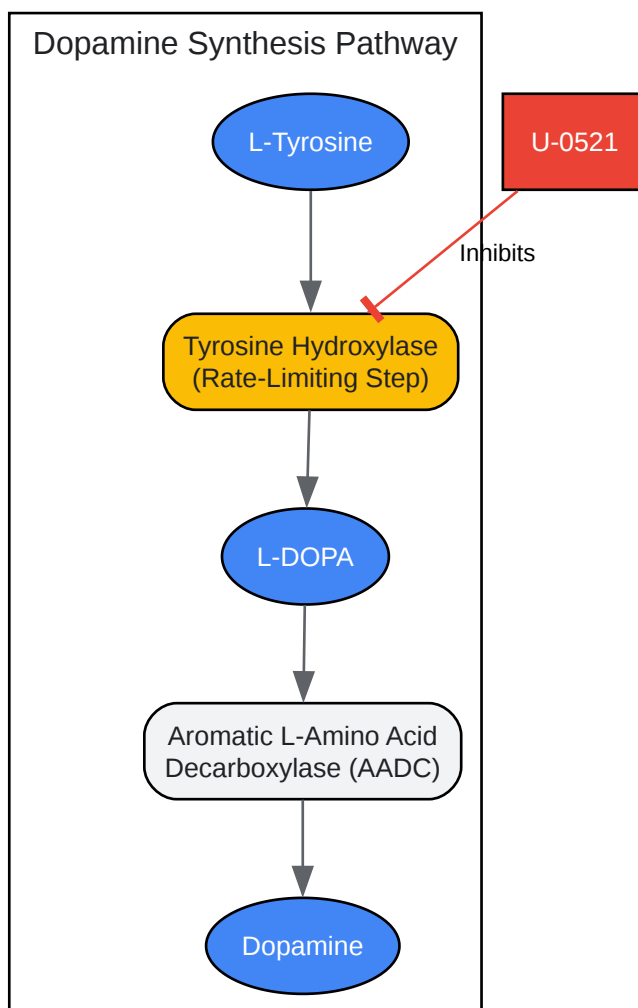 Dopamine Synthesis Pathway
L-Tyrosine
U-0521
Inhibits
Tyrosine Hydroxylase
(Rate-Limiting Step)
L-DOPA
Aromatic L-Amino Acid
Decarboxylase (AADC)
Dopamine